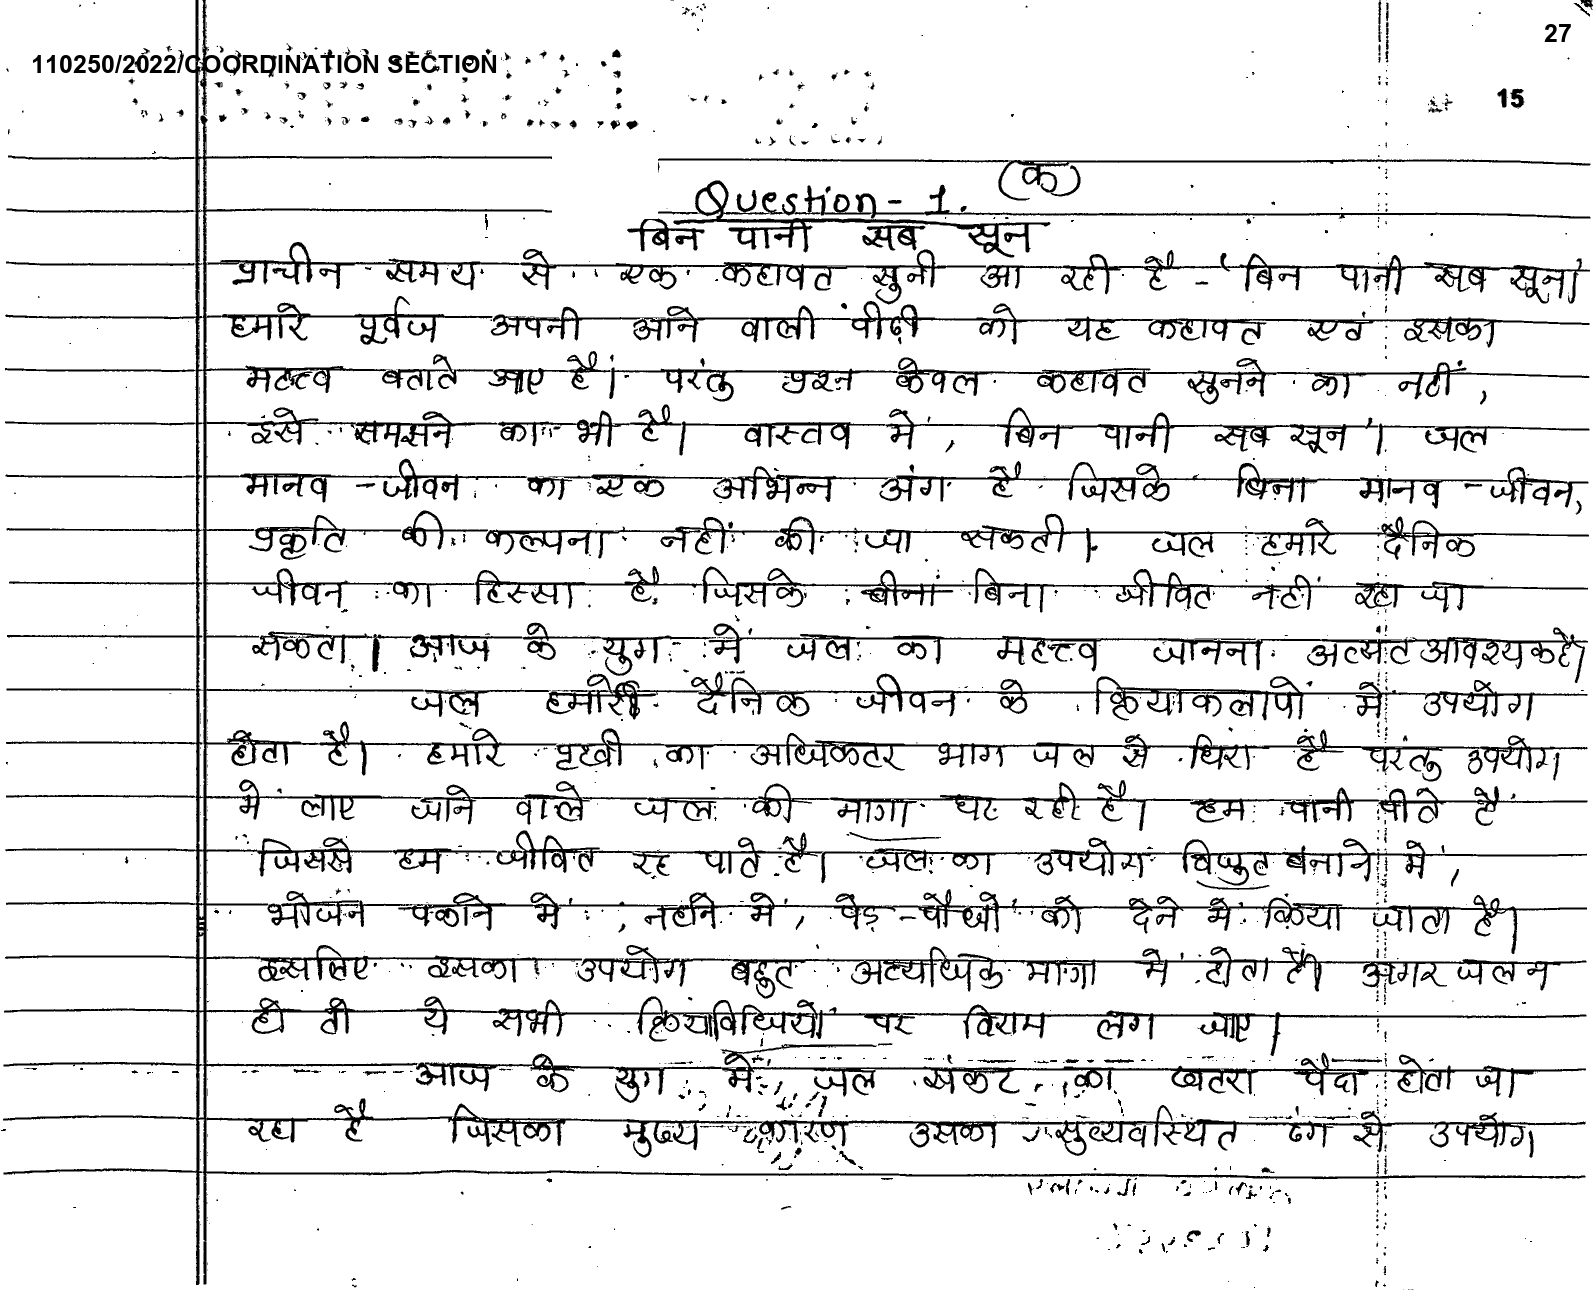 27
110250/2022/COORDINATION SECTION
15
Question - 1. (क)
बिन पानी सब सून
प्राचीन समय से एक कहावत सुनी आ रही है - 'बिन पानी सब सून।'
हमारे पूर्वज अपनी आने वाली पीढ़ी को यह कहावत एवं इसका
महत्त्व बताते आए है। परंतु प्रश्न केवल कहावत सुनने का नहीं,
इसे समझने का भी है। वास्तव में, बिन पानी सब सून'। जल
मानव-जीवन का एक अभिन्न अंग है जिसके बिना मानव-जीवन,
प्रकृति की कल्पना नहीं की जा सकती। जल हमारे दैनिक
जीवन का हिस्सा है जिसके बीना बिना जीवित नहीं रहा जा
सकता। आज के युग में जल का महत्त्व जानना अत्यंत आवश्यक है।
जल हमारे दैनिक जीवन के क्रियाकलापों में उपयोग
होता है। हमारे पृथ्वी का अधिकतर भाग जल से घिरा है परंतु उपयोग
मे लाए जाने वाले जल की मागा घट रही है। हम पानी पीते है
जिससे हम जीवित रह पाते है। जल का उपयोग विजुत बनाने में,
भोजन पकाने में, नहाने में, पेड़-पौधों को देने में किया जाता है।
इसलिए इसका उपयोग बहुत अत्यधिक मागा में होता है। अगर जल न
हो तो ये सभी क्रियाविधियों पर विराम लग जाए।
आज के युग में जल संकट का खतरा पैदा होता जा
रहा है जिसका मुख्य कारण उसका सुव्यवस्थित ढंग से उपयोग